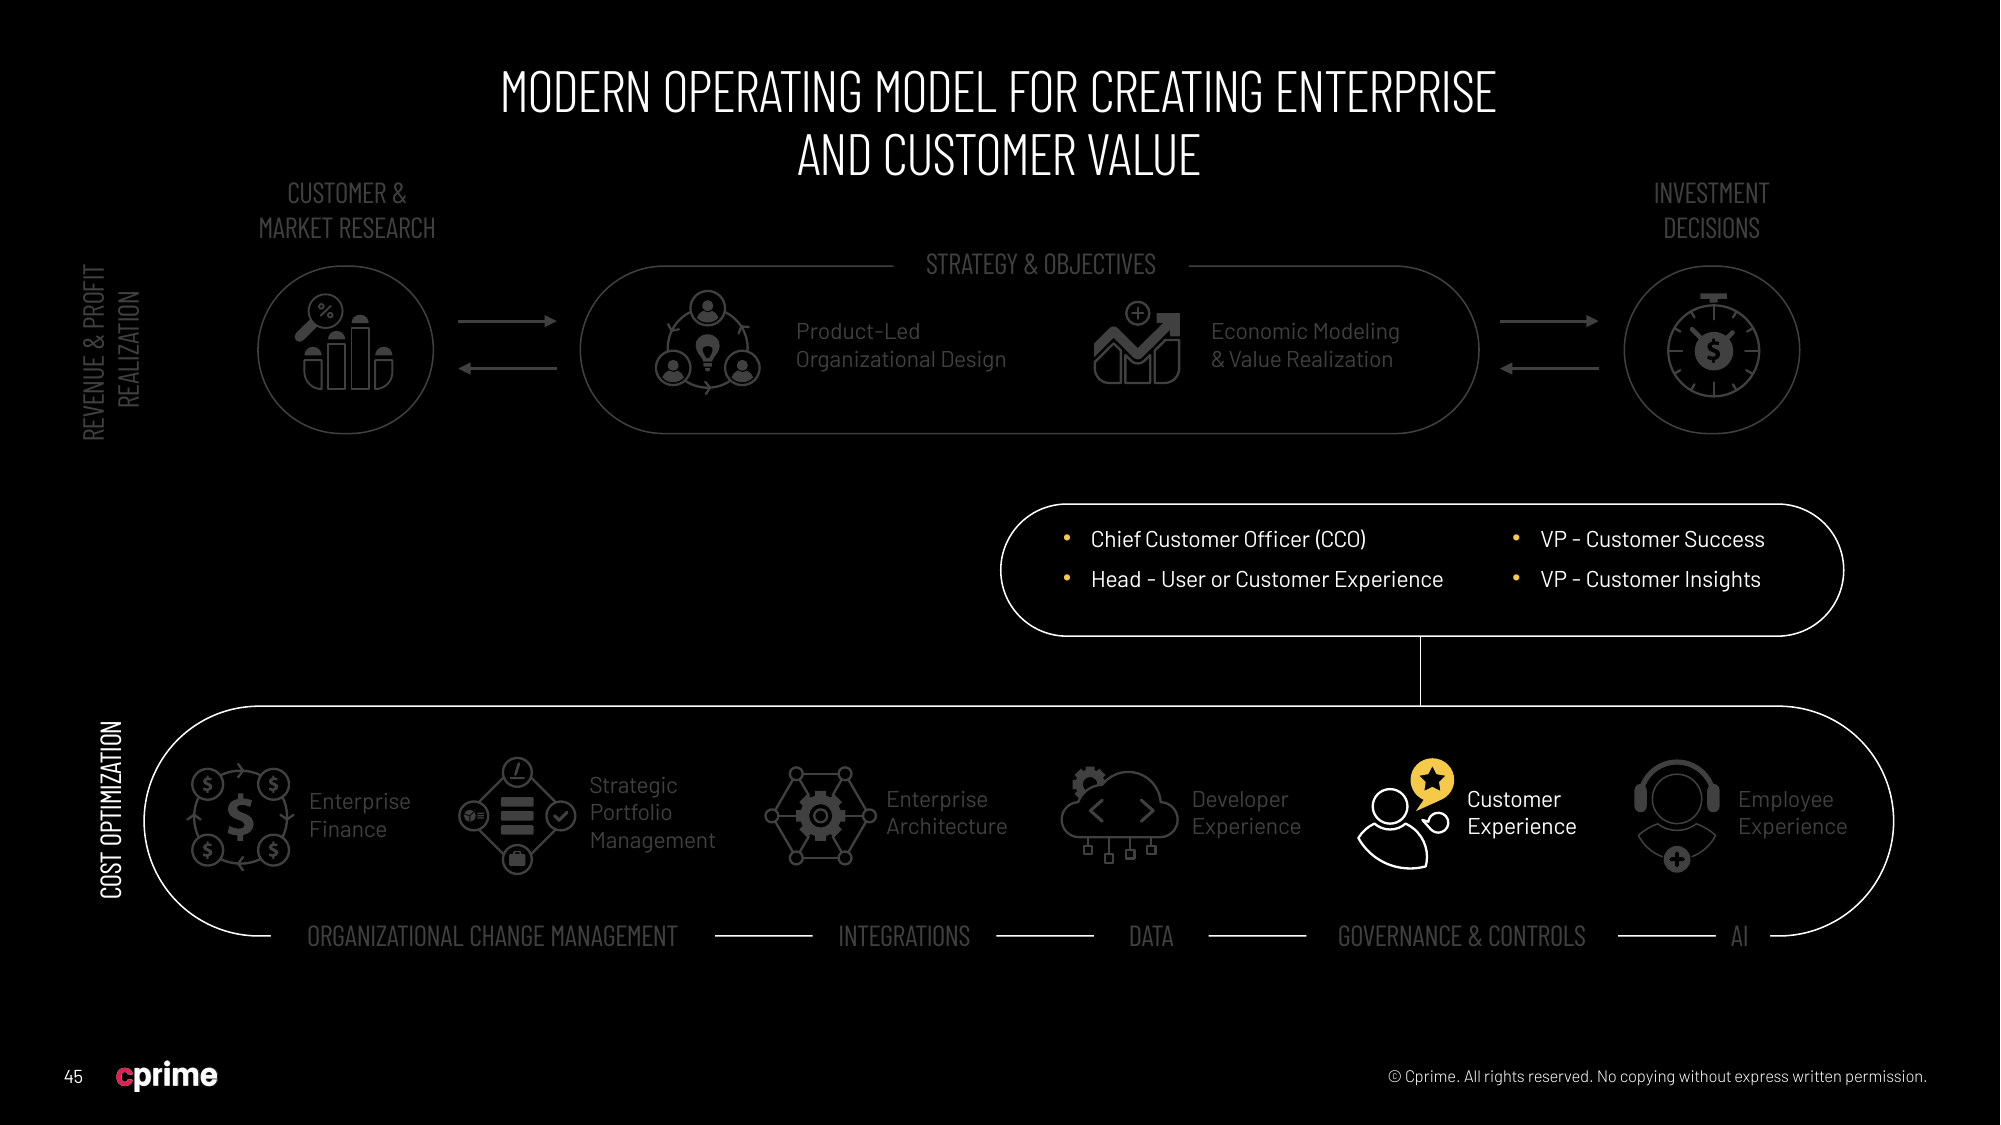 MODERN OPERATING MODEL FOR CREATING ENTERPRISE
AND CUSTOMER VALUE
CUSTOMER &
MARKET RESEARCH
INVESTMENT
DECISIONS
REVENUE & PROFIT
REALIZATION
STRATEGY & OBJECTIVES
%
Product-Led
Organizational Design
Economic Modeling
& Value Realization
$
• Chief Customer Officer (CCO)
• Head - User or Customer Experience
• VP - Customer Success
• VP - Customer Insights
COST OPTIMIZATION
$ $
$
$ $
Enterprise
Finance
Strategic
Portfolio
Management
Enterprise
Architecture
Developer
Experience
Customer
Experience
Employee
Experience
ORGANIZATIONAL CHANGE MANAGEMENT
INTEGRATIONS
DATA
GOVERNANCE & CONTROLS
AI
45
cprime
© Cprime. All rights reserved. No copying without express written permission.